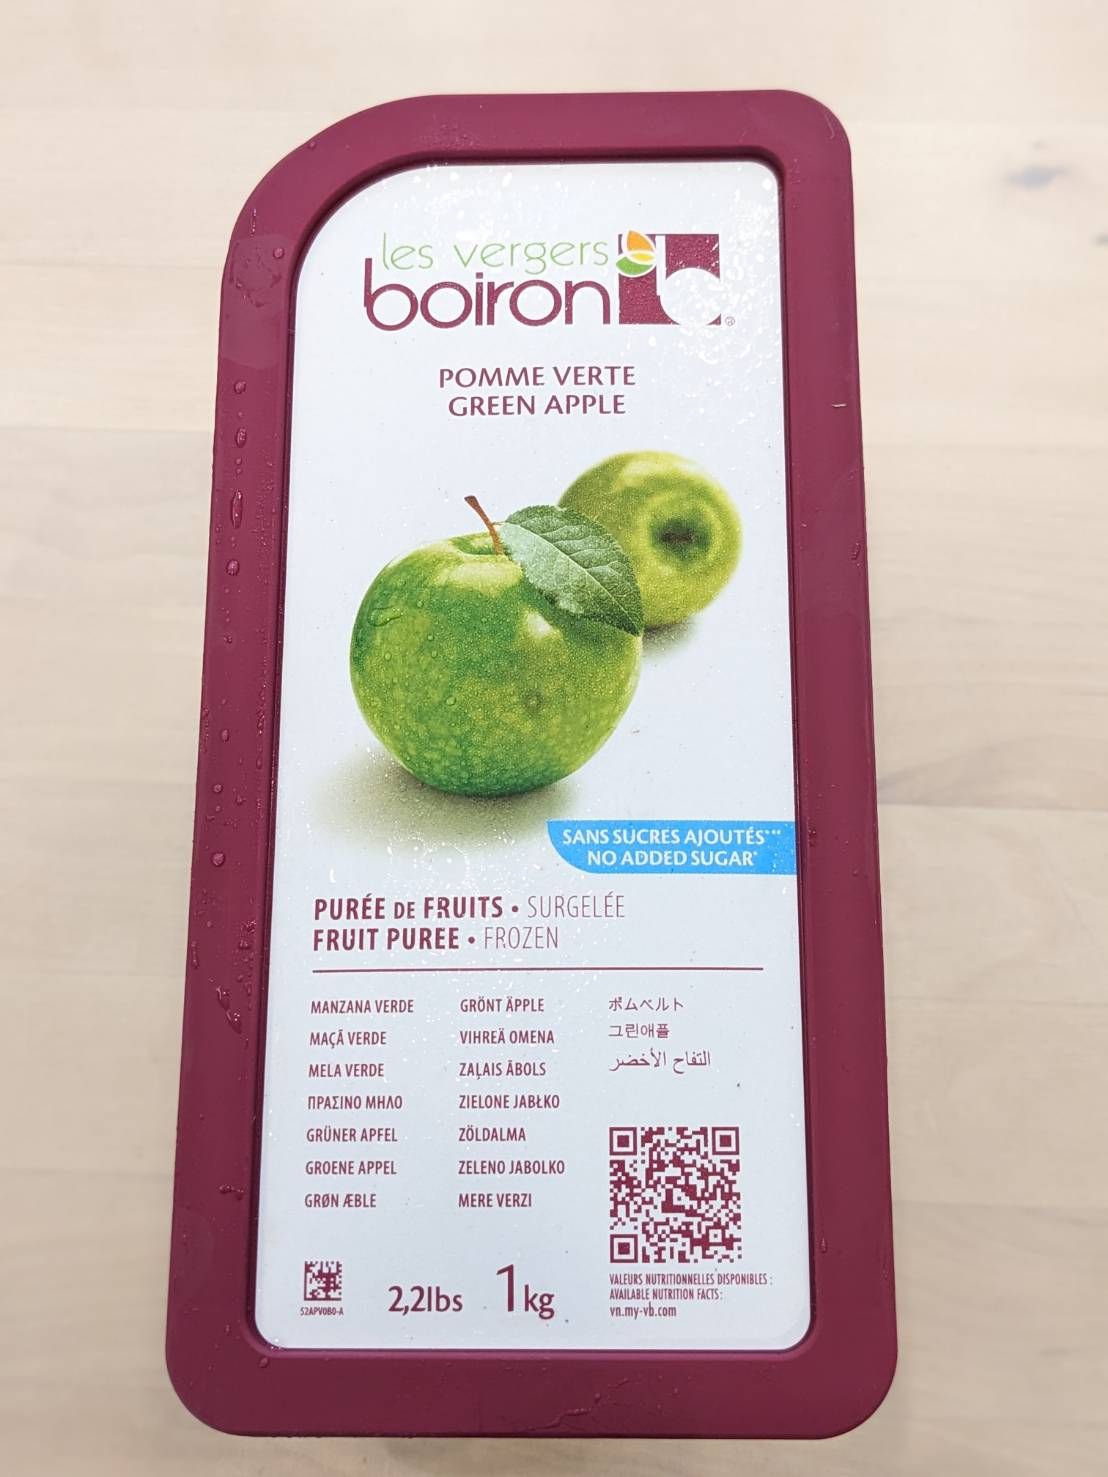 les vergers
boiron
POMME VERTE
GREEN APPLE
SANS SUCRES AJOUTÉS***
NO ADDED SUGAR*
PURÉE DE FRUITS • SURGELÉE
FRUIT PUREE • FROZEN
MANZANA VERDE
MAÇÃ VERDE
MELA VERDE
ΠΡΑΣΙΝΟ ΜΗΛΟ
GRÜNER APFEL
GROENE APPEL
GRØN ÆBLE
GRÖNT ÄPPLE
VIHREÄ OMENA
ZAĻAIS ĀBOLS
ZIELONE JABŁKO
ZÖLDALMA
ZELENO JABOLKO
MERE VERZI
ポムベルト
그린애플
التفاح الأخضر
52APV0B0-A
2,2lbs 1kg
VALEURS NUTRITIONNELLES DISPONIBLES :
AVAILABLE NUTRITION FACTS:
vn.my-vb.com